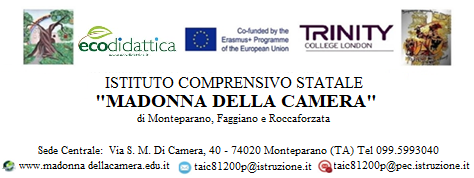 ecodidattica
Co-funded by the
Erasmus+ Programme
of the European Union
TRINITY
COLLEGE LONDON
ISTITUTO COMPRENSIVO STATALE
"MADONNA DELLA CAMERA"
di Monteparano, Faggiano e Roccaforzata
Sede Centrale: Via S. M. Di Camera, 40 - 74020 Monteparano (TA) Tel 099.5993040
www.madonna dellacamera.edu.it taic81200p@istruzione.it taic81200p@pec.istruzione.it